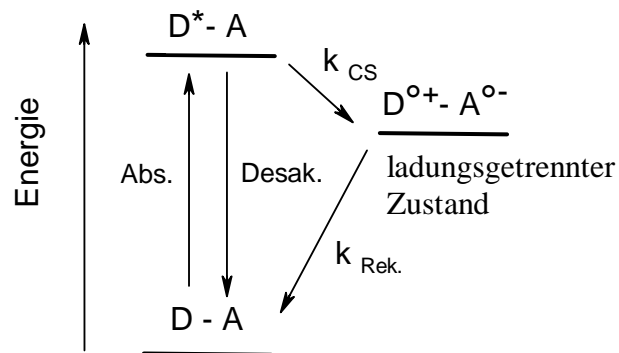 D*- A
k CS
D°⁺- A°⁻
Energie
Abs.
Desak.
ladungsgetrennter
Zustand
k Rek.
D - A